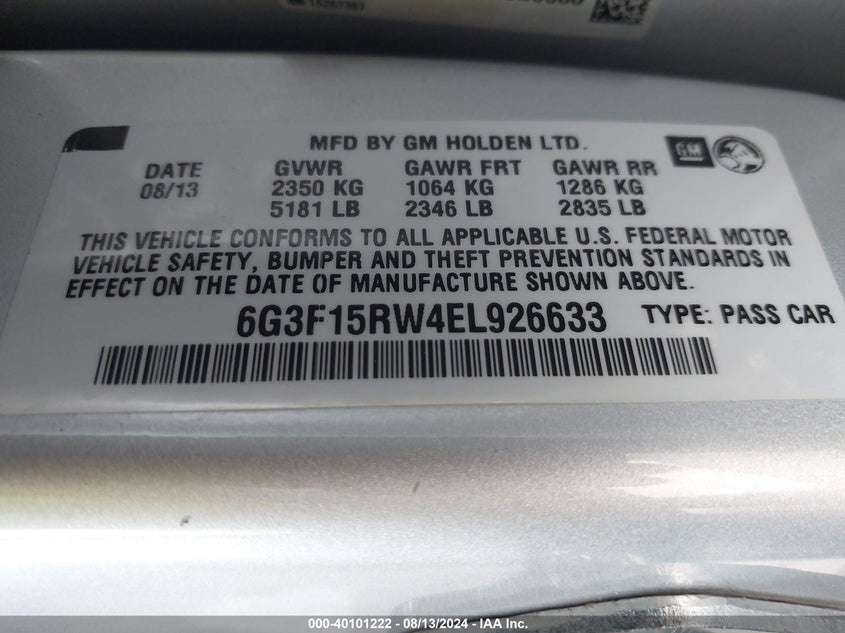 15267367
MFD BY GM HOLDEN LTD.
GM
DATE GVWR GAWR FRT GAWR RR
08/13 2350 KG 1064 KG 1286 KG
5181 LB 2346 LB 2835 LB
THIS VEHICLE CONFORMS TO ALL APPLICABLE U.S. FEDERAL MOTOR
VEHICLE SAFETY, BUMPER AND THEFT PREVENTION STANDARDS IN
EFFECT ON THE DATE OF MANUFACTURE SHOWN ABOVE.
6G3F15RW4EL926633 TYPE: PASS CAR
000-40101222 - 08/13/2024 - IAA Inc.